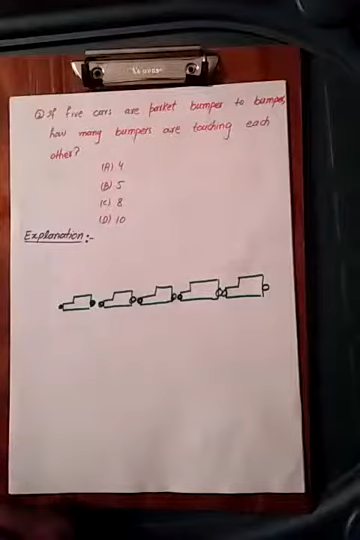 Q) If five cars are parket bumper to bumper,
how many bumpers are touching each
other?
(A) 4
(B) 5
(C) 8
(D) 10
Explanation :-